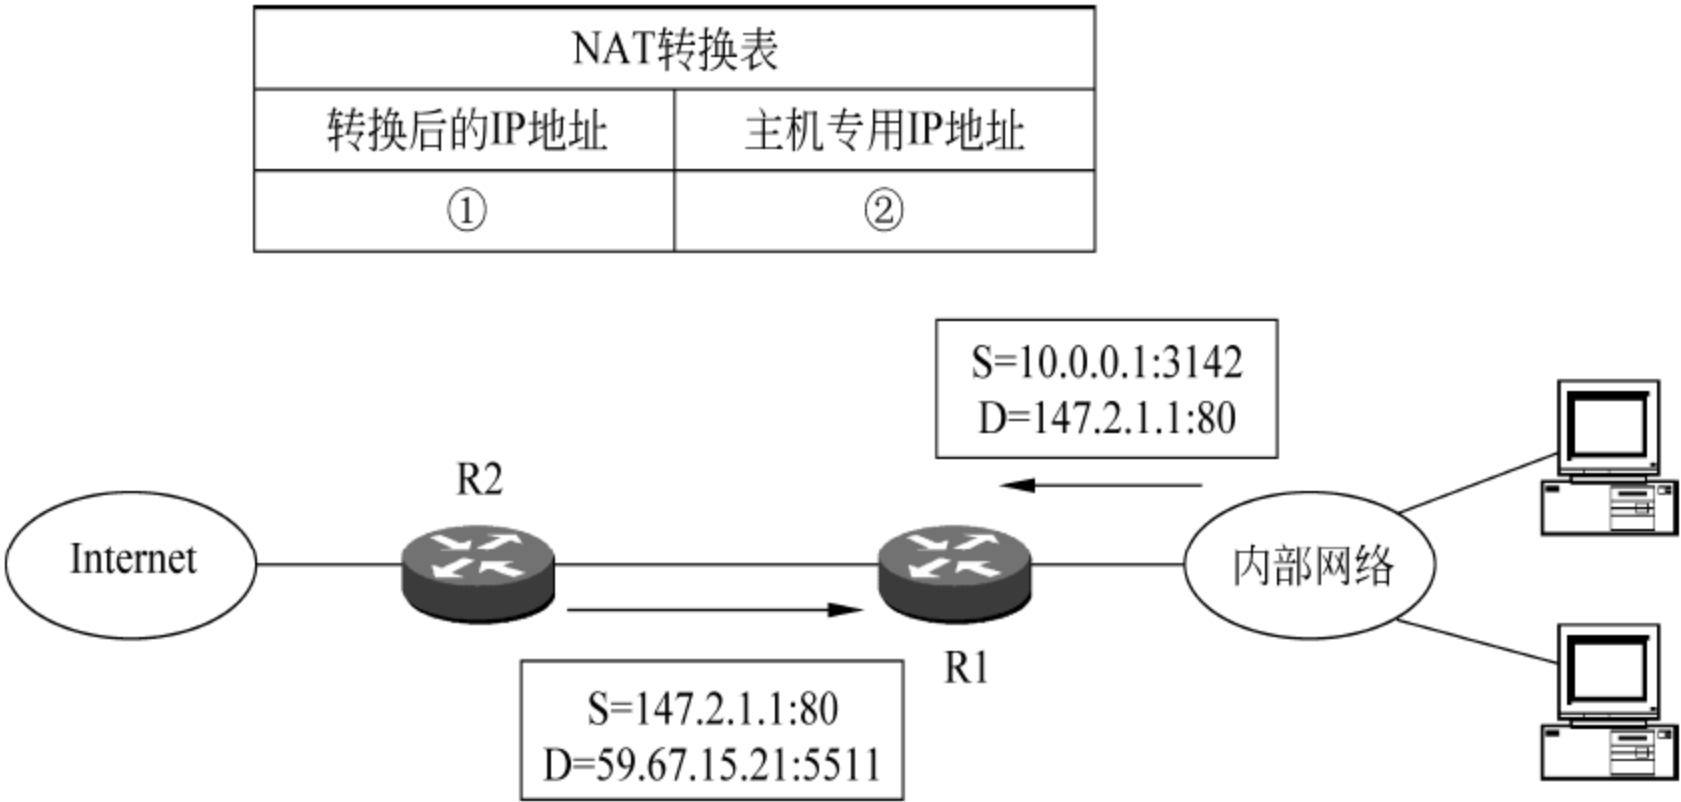 NAT转换表
转换后的IP地址
主机专用IP地址
①
②
S=10.0.0.1:3142
D=147.2.1.1:80
R2
Internet
内部网络
R1
S=147.2.1.1:80
D=59.67.15.21:5511